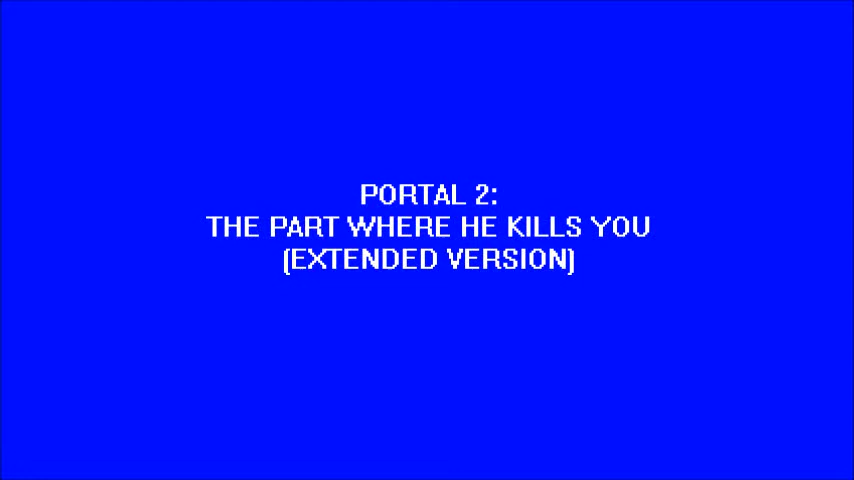 PORTAL 2:
THE PART WHERE HE KILLS YOU
(EXTENDED VERSION)